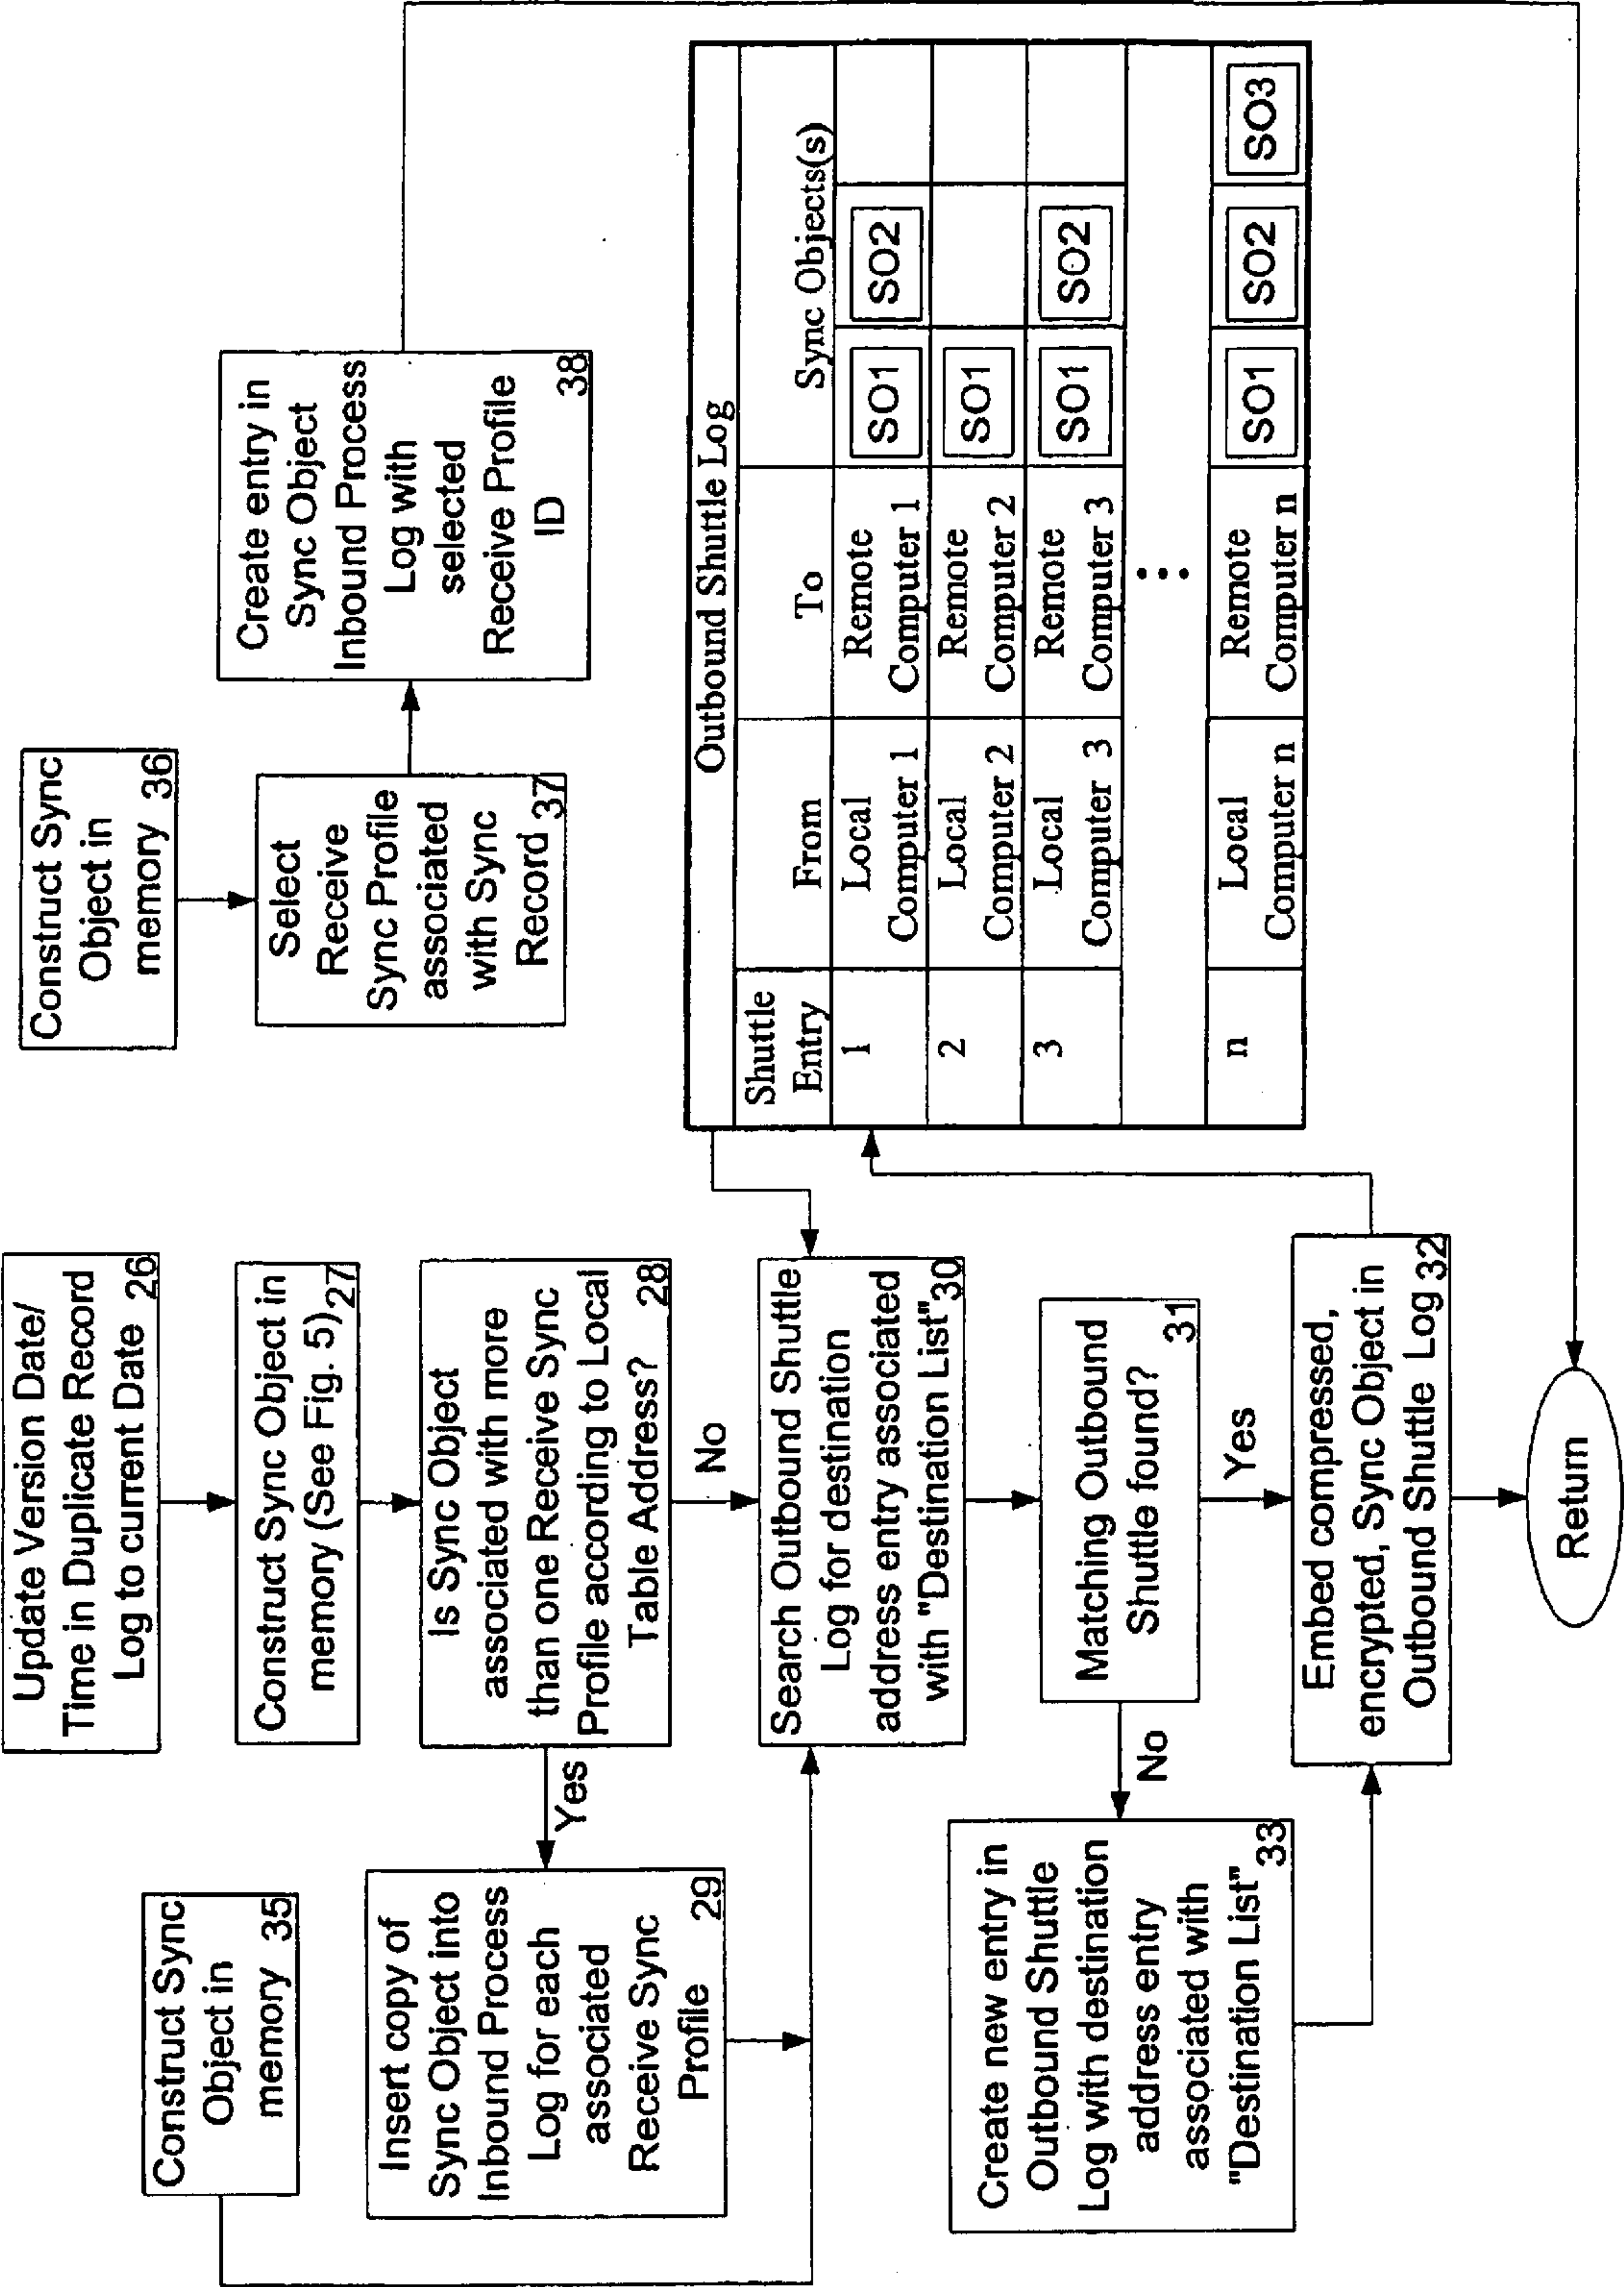 Update Version Date/
Time in Duplicate Record
Log to current Date 26
Construct Sync Object in
memory (See Fig. 5) 27
Is Sync Object
associated with more
than one Receive Sync
Profile according to Local
Table Address? 28
Yes
No
Construct Sync
Object in
memory 35
Insert copy of
Sync Object into
Inbound Process
Log for each
associated
Receive Sync
Profile 29
Search Outbound Shuttle
Log for destination
address entry associated
with "Destination List" 30
Matching Outbound
Shuttle found? 31
No
Yes
Create new entry in
Outbound Shuttle
Log with destination
address entry
associated with
"Destination List" 33
Embed compressed,
encrypted, Sync Object in
Outbound Shuttle Log 32
Return
Construct Sync
Object in
memory 36
Select
Receive
Sync Profile
associated
with Sync
Record 37
Create entry in
Sync Object
Inbound Process
Log with
selected
Receive Profile
ID 38
Outbound Shuttle Log
Shuttle Entry From To Sync Objects(s)
1 Local Computer 1 Remote Computer 1 SO1 SO2
2 Local Computer 2 Remote Computer 2 SO1
3 Local Computer 3 Remote Computer 3 SO1 SO2
⋮
n Local Computer n Remote Computer n SO1 SO2 SO3